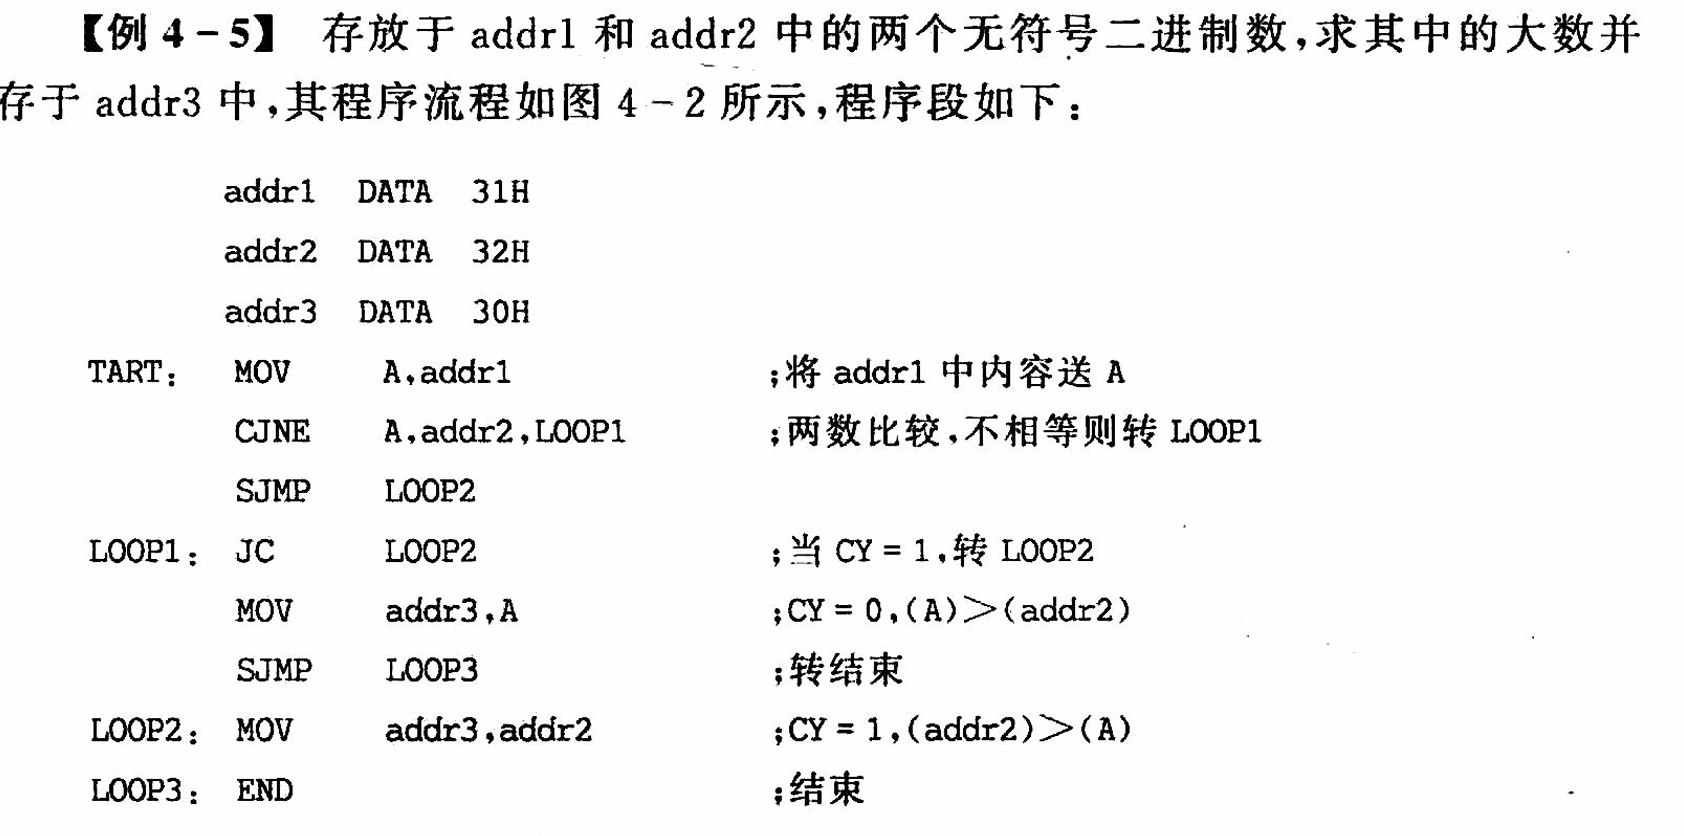 【例 4-5】 存放于 addr1 和 addr2 中的两个无符号二进制数,求其中的大数并
存于 addr3 中,其程序流程如图 4-2 所示,程序段如下:
addr1 DATA 31H
addr2 DATA 32H
addr3 DATA 30H
TART: MOV A,addr1 ;将 addr1 中内容送 A
CJNE A,addr2,LOOP1 ;两数比较,不相等则转 LOOP1
SJMP LOOP2
LOOP1: JC LOOP2 ;当 CY=1,转 LOOP2
MOV addr3,A ;CY=0,(A)>(addr2)
SJMP LOOP3 ;转结束
LOOP2: MOV addr3,addr2 ;CY=1,(addr2)>(A)
LOOP3: END ;结束